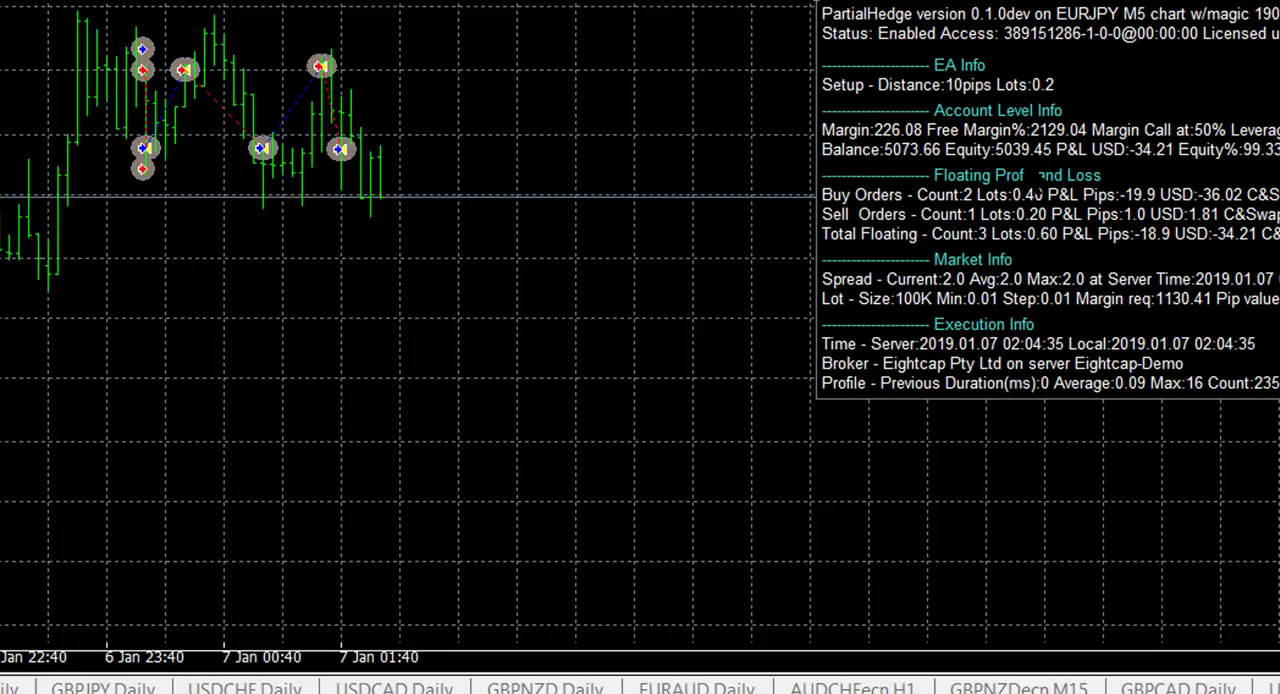 PartialHedge version 0.1.0dev on EURJPY M5 chart w/magic 190
Status: Enabled Access: 389151286-1-0-0@00:00:00 Licensed u
---------------------- EA Info
Setup - Distance:10pips Lots:0.2
---------------------- Account Level Info
Margin:226.08 Free Margin%:2129.04 Margin Call at:50% Leverag
Balance:5073.66 Equity:5039.45 P&L USD:-34.21 Equity%:99.33
---------------------- Floating Prof and Loss
Buy Orders - Count:2 Lots:0.40 P&L Pips:-19.9 USD:-36.02 C&S
Sell  Orders - Count:1 Lots:0.20 P&L Pips:1.0 USD:1.81 C&Swap
Total Floating - Count:3 Lots:0.60 P&L Pips:-18.9 USD:-34.21 C&
---------------------- Market Info
Spread - Current:2.0 Avg:2.0 Max:2.0 at Server Time:2019.01.07
Lot - Size:100K Min:0.01 Step:0.01 Margin req:1130.41 Pip value
---------------------- Execution Info
Time - Server:2019.01.07 02:04:35 Local:2019.01.07 02:04:35
Broker - Eightcap Pty Ltd on server Eightcap-Demo
Profile - Previous Duration(ms):0 Average:0.09 Max:16 Count:235
Jan 22:40 6 Jan 23:40 7 Jan 00:40 7 Jan 01:40
ily GBPJPY,Daily USDCHF,Daily USDCAD,Daily GBPNZD,Daily EURAUD,Daily AUDCHFecn,H1 GBPNZDecn,M15 GBPCAD,Daily